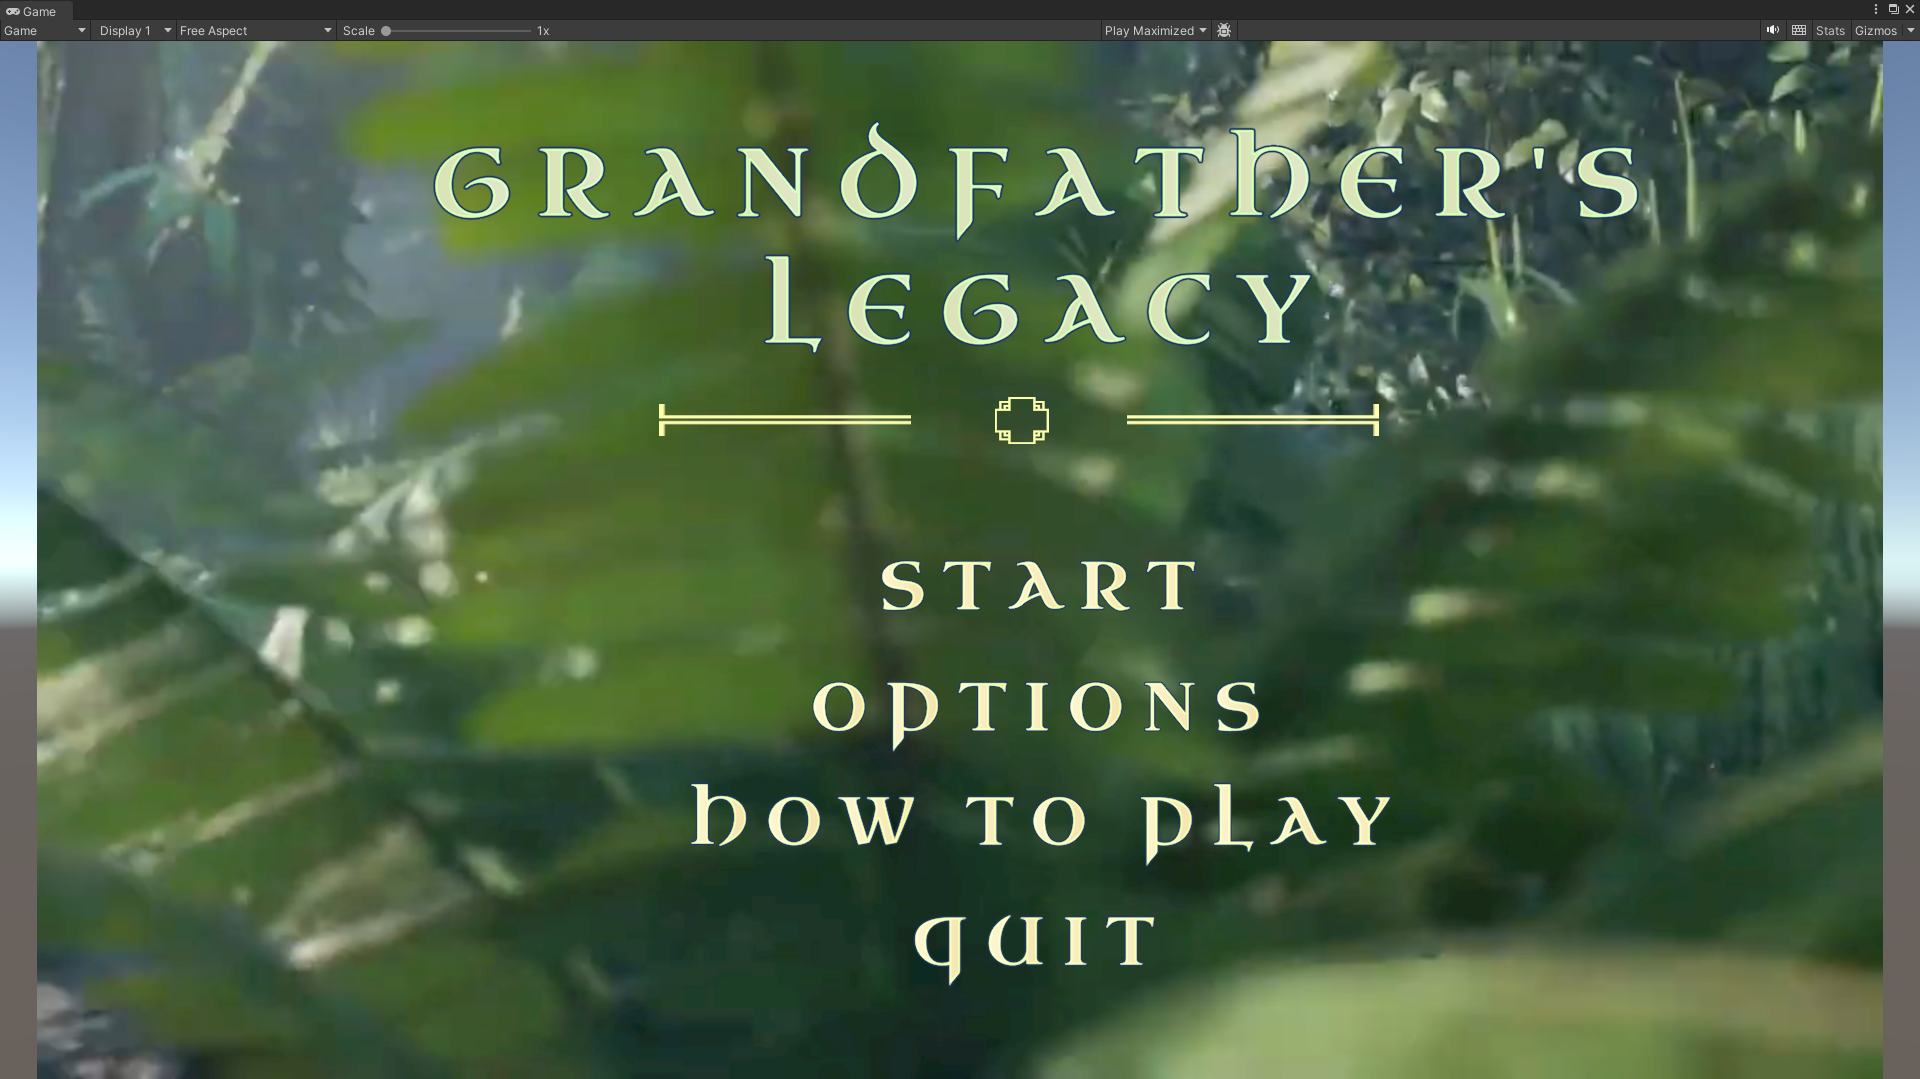 Game
Game Display 1 Free Aspect Scale 1x Play Maximized Stats Gizmos
GRANDFATHER'S
LEGACY
START
OPTIONS
HOW TO PLAY
QUIT